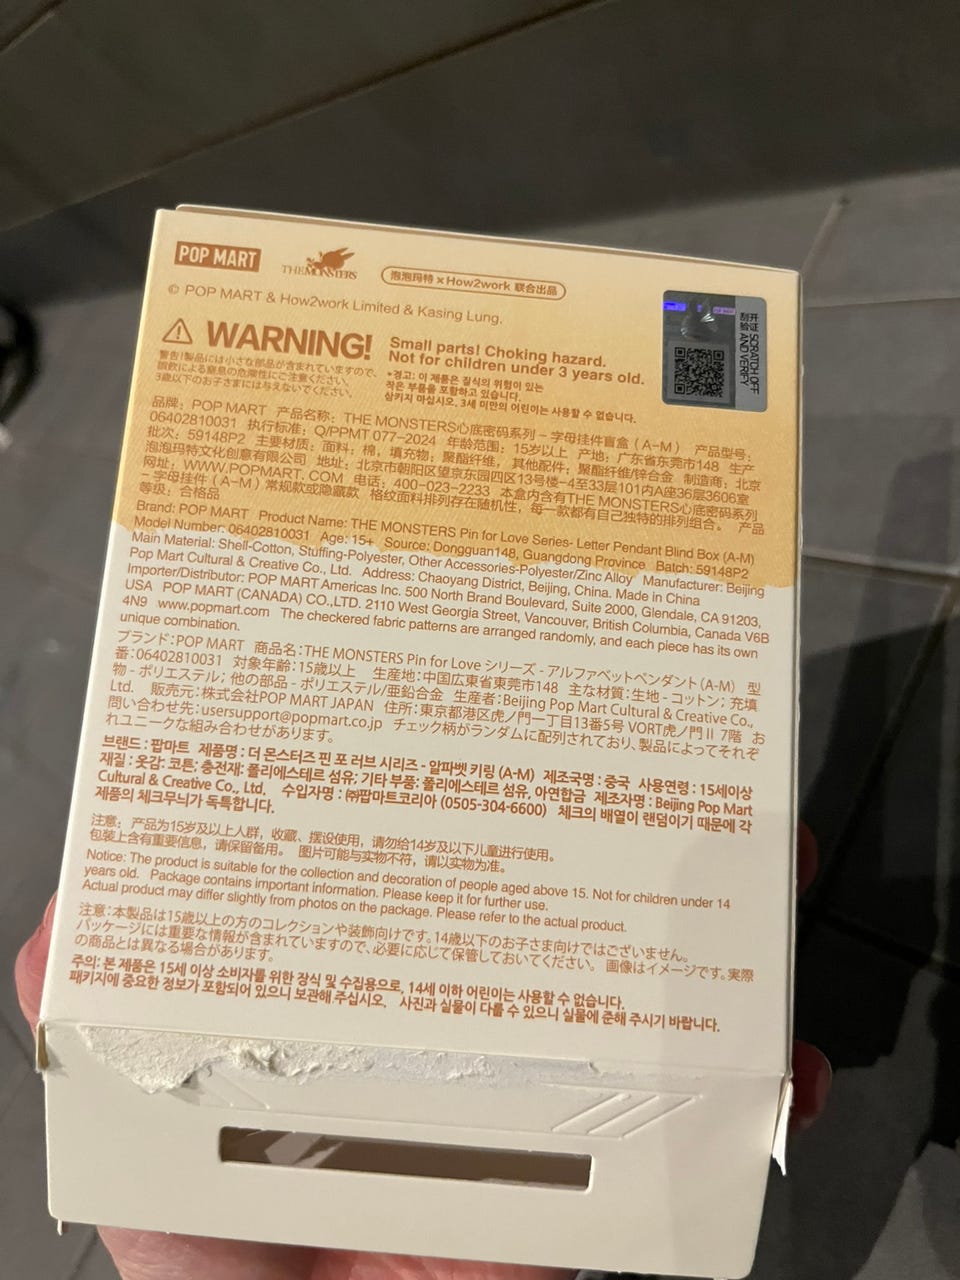 POP MART
THE MONSTERS
泡泡玛特 × How2work 联合出品
© POP MART & How2work Limited & Kasing Lung.
WARNING!
Small parts! Choking hazard.
Not for children under 3 years old.
警告!製品には小さな部品が含まれていますので、
誤飲による窒息の危険性にご注意ください。
3歳以下のお子さまには与えないでください。
*경고: 이 제품은 질식의 위험이 있는
작은 부품을 포함하고 있습니다.
삼키지 마십시오. 3세 미만의 어린이는 사용할 수 없습니다.
刮开验证 SCRATCH OFF AND VERIFY
品牌：POP MART 产品名称：THE MONSTERS心底密码系列 – 字母挂件盲盒（A–M） 产品型号：
06402810031 执行标准：Q/PPMT 077–2024 年龄范围：15岁以上 产地：广东省东莞市148 生产
批次：59148P2 主要材质：面料：棉，填充物：聚酯纤维，其他配件：聚酯纤维/锌合金 制造商：北京
泡泡玛特文化创意有限公司 地址：北京市朝阳区望京东园四区13号楼–4至33层101内A座36层3606室
网址：WWW.POPMART.COM 电话：400–023–2233 本盒内含有THE MONSTERS心底密码系列
– 字母挂件（A–M）常规款或隐藏款 格纹面料排列存在随机性，每一款都有自己独特的排列组合。 产品
等级：合格品
Brand: POP MART Product Name: THE MONSTERS Pin for Love Series- Letter Pendant Blind Box (A-M)
Model Number: 06402810031 Age: 15+ Source: Dongguan148, Guangdong Province Batch: 59148P2
Main Material: Shell-Cotton, Stuffing-Polyester, Other Accessories-Polyester/Zinc Alloy Manufacturer: Beijing
Pop Mart Cultural & Creative Co., Ltd. Address: Chaoyang District, Beijing, China. Made in China
Importer/Distributor: POP MART Americas Inc. 500 North Brand Boulevard, Suite 2000, Glendale, CA 91203,
USA POP MART (CANADA) CO.,LTD. 2110 West Georgia Street, Vancouver, British Columbia, Canada V6B
4N9 www.popmart.com The checkered fabric patterns are arranged randomly, and each piece has its own
unique combination.
ブランド：POP MART 商品名：THE MONSTERS Pin for Love シリーズ - アルファベットペンダント（A-M） 型
番：06402810031 対象年齢：15歳以上 生産地：中国広東省東莞市148 主な材質：生地 - コットン；充填
物 - ポリエステル；他の部品 - ポリエステル/亜鉛合金 生産者：Beijing Pop Mart Cultural & Creative Co.,
Ltd. 販売元：株式会社POP MART JAPAN 住所：東京都港区虎ノ門一丁目13番5号 VORT虎ノ門Ⅱ 7階 お
問い合わせ先：usersupport@popmart.co.jp チェック柄がランダムに配列されており、製品によってそれぞ
れユニークな組み合わせがあります。
브랜드 : 팝마트 제품명 : 더 몬스터즈 핀 포 러브 시리즈 - 알파벳 키링 (A-M) 제조국명 : 중국 사용연령 : 15세이상
재질 : 옷감: 코튼; 충전재: 폴리에스테르 섬유; 기타 부품: 폴리에스테르 섬유, 아연합금 제조자명 : Beijing Pop Mart
Cultural & Creative Co., Ltd. 수입자명 : ㈜팝마트코리아 (0505-304-6600) 체크의 배열이 랜덤이기 때문에 각
제품의 체크무늬가 독특합니다.
注意：产品为15岁及以上人群，收藏、摆设使用，请勿给14岁及以下儿童进行使用。
包装上含有重要信息，请保留备用。 图片可能与实物不符，请以实物为准。
Notice: The product is suitable for the collection and decoration of people aged above 15. Not for children under 14
years old. Package contains important information. Please keep it for further use.
Actual product may differ slightly from photos on the package. Please refer to the actual product.
注意：本製品は15歳以上の方のコレクションや装飾向けです。14歳以下のお子さま向けではございません。
パッケージには重要な情報が含まれていますので、必要に応じて保管しておいてください。 画像はイメージです。実際
の商品とは異なる場合があります。
주의: 본 제품은 15세 이상 소비자를 위한 장식 및 수집용으로, 14세 이하 어린이는 사용할 수 없습니다.
패키지에 중요한 정보가 포함되어 있으니 보관해 주십시오. 사진과 실물이 다를 수 있으니 실물에 준해 주시기 바랍니다.